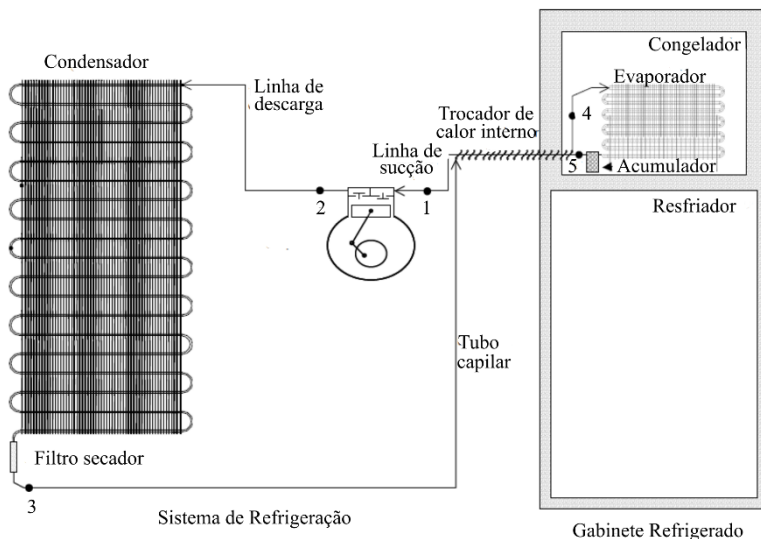 Condensador
Linha de
descarga
Trocador de
calor interno
Linha de
sucção
Congelador
Evaporador
4
5
Acumulador
Resfriador
2
1
Tubo
capilar
Filtro secador
3
Sistema de Refrigeração
Gabinete Refrigerado